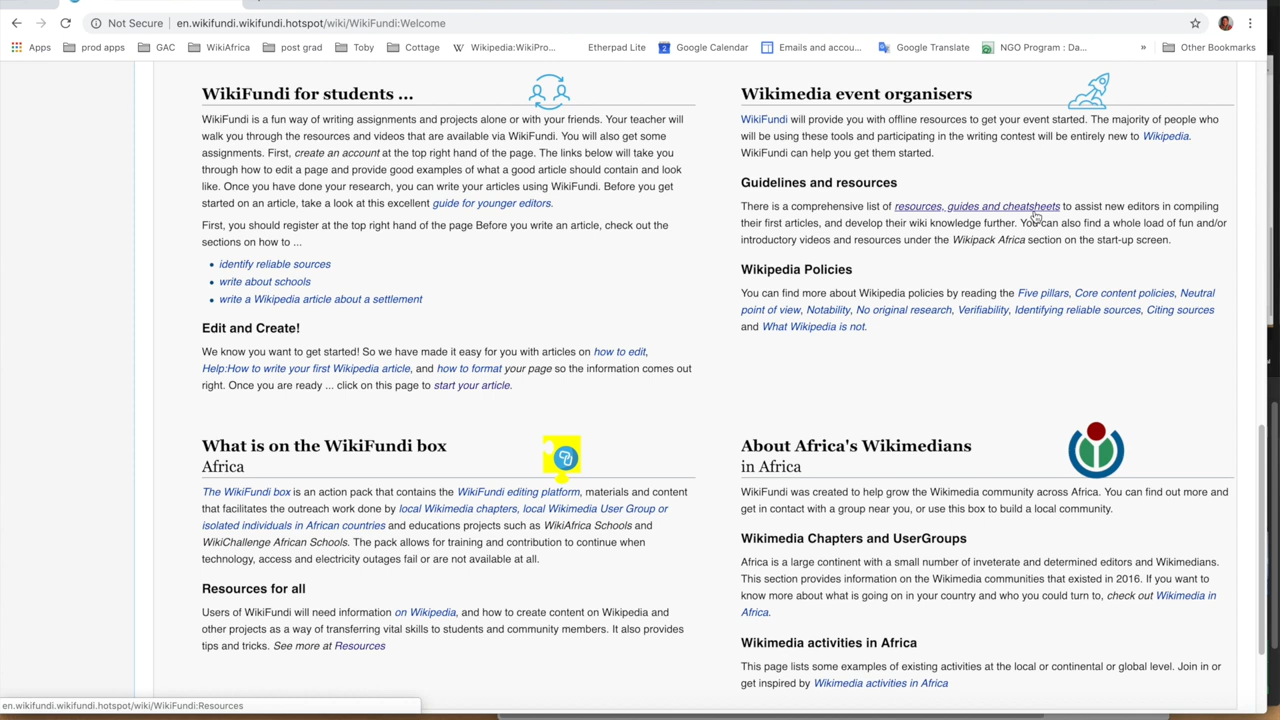 Not Secure
en.wikifundi.wikifundi.hotspot/wiki/WikiFundi:Welcome
Apps
prod apps
GAC
WikiAfrica
post grad
Toby
Cottage
Wikipedia:WikiPro...
Etherpad Lite
Google Calendar
Emails and accou...
Google Translate
NGO Program : Da...
»
Other Bookmarks
WikiFundi for students ...
WikiFundi is a fun way of writing assignments and projects alone or with your friends. Your teacher will
walk you through the resources and videos that are available via WikiFundi. You will also get some
assignments. First, create an account at the top right hand of the page. The links below will take you
through how to edit a page and provide good examples of what a good article should contain and look
like. Once you have done your research, you can write your articles using WikiFundi. Before you get
started on an article, take a look at this excellent guide for younger editors.
First, you should register at the top right hand of the page Before you write an article, check out the
sections on how to ...
• identify reliable sources
• write about schools
• write a Wikipedia article about a settlement
Edit and Create!
We know you want to get started! So we have made it easy for you with articles on how to edit,
Help:How to write your first Wikipedia article, and how to format your page so the information comes out
right. Once you are ready ... click on this page to start your article.
Wikimedia event organisers
WikiFundi will provide you with offline resources to get your event started. The majority of people who
will be using these tools and participating in the writing contest will be entirely new to Wikipedia.
WikiFundi can help you get them started.
Guidelines and resources
There is a comprehensive list of resources, guides and cheatsheets to assist new editors in compiling
their first articles, and develop their wiki knowledge further. You can also find a whole load of fun and/or
introductory videos and resources under the Wikipack Africa section on the start-up screen.
Wikipedia Policies
You can find more about Wikipedia policies by reading the Five pillars, Core content policies, Neutral
point of view, Notability, No original research, Verifiability, Identifying reliable sources, Citing sources
and What Wikipedia is not.
What is on the WikiFundi box
Africa
The WikiFundi box is an action pack that contains the WikiFundi editing platform, materials and content
that facilitates the outreach work done by local Wikimedia chapters, local Wikimedia User Group or
isolated individuals in African countries and educations projects such as WikiAfrica Schools and
WikiChallenge African Schools. The pack allows for training and contribution to continue when
technology, access and electricity outages fail or are not available at all.
Resources for all
Users of WikiFundi will need information on Wikipedia, and how to create content on Wikipedia and
other projects as a way of transferring vital skills to students and community members. It also provides
tips and tricks. See more at Resources
About Africa's Wikimedians
in Africa
WikiFundi was created to help grow the Wikimedia community across Africa. You can find out more and
get in contact with a group near you, or use this box to build a local community.
Wikimedia Chapters and UserGroups
Africa is a large continent with a small number of inveterate and determined editors and Wikimedians.
This section provides information on the Wikimedia communities that existed in 2016. If you want to
know more about what is going on in your country and who you could turn to, check out Wikimedia in
Africa.
Wikimedia activities in Africa
This page lists some examples of existing activities at the local or continental or global level. Join in or
get inspired by Wikimedia activities in Africa
en.wikifundi.wikifundi.hotspot/wiki/WikiFundi:Resources